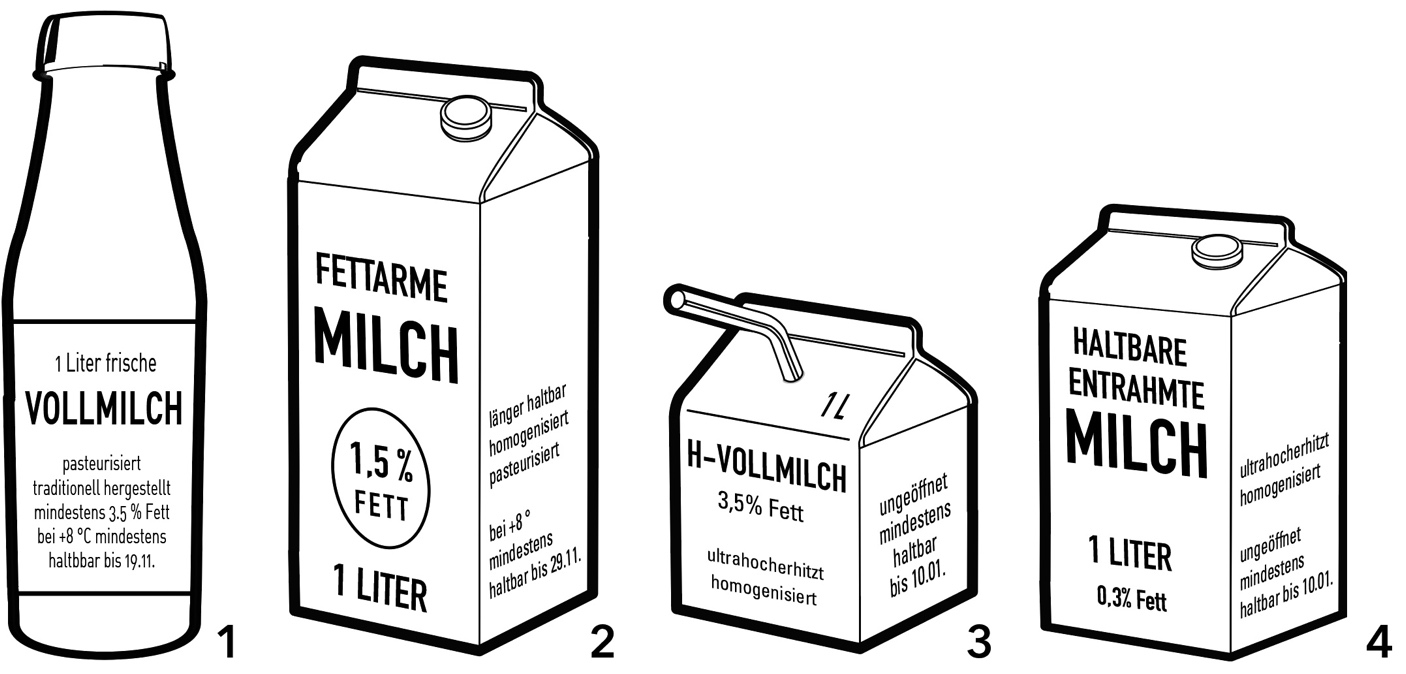 1 Liter frische
VOLLMILCH
pasteurisiert
traditionell hergestellt
mindestens 3.5 % Fett
bei +8 °C mindestens
haltbbar bis 19.11.
1
FETTARME
MILCH
1,5 %
FETT
1 LITER
länger haltbar
homogenisiert
pasteurisiert
bei +8 °
mindestens
haltbar bis 29.11.
2
1 L
H-VOLLMILCH
3,5% Fett
ultrahocherhitzt
homogenisiert
ungeöffnet
mindestens
haltbar
bis 10.01.
3
HALTBARE
ENTRAHMTE
MILCH
1 LITER
0,3% Fett
ultrahocherhitzt
homogenisiert
ungeöffnet
mindestens
haltbar bis 10.01.
4